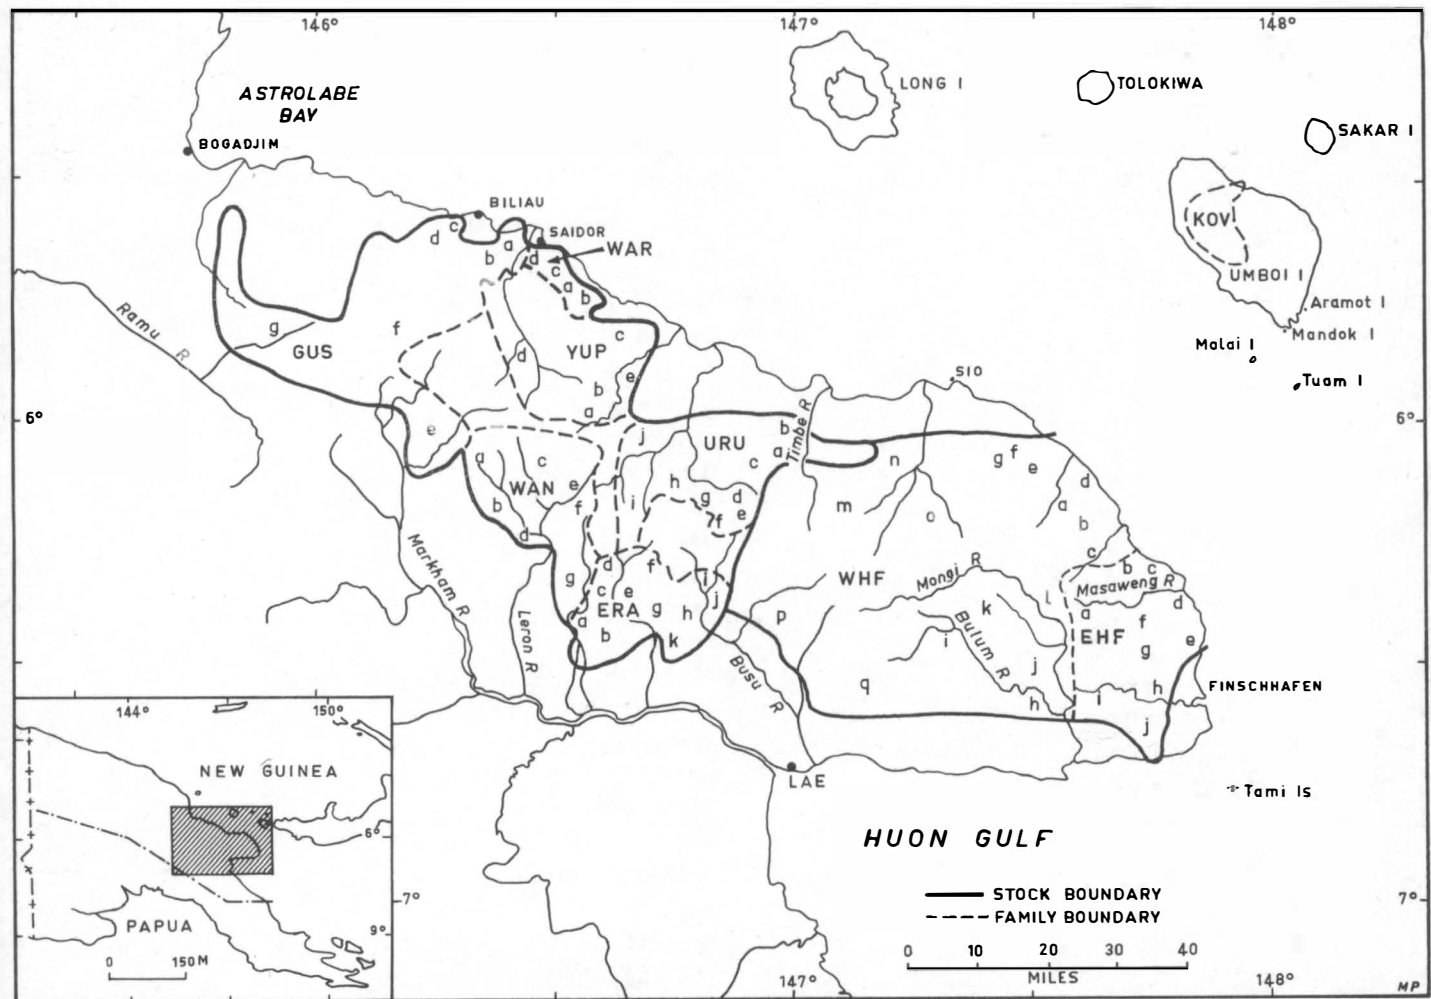 146°
147°
148°
ASTROLABE
BAY
BOGADJIM
LONG I
TOLOKIWA
SAKAR I
BILIAU
SAIDOR
WAR
KOV
UMBOI I
Aramot I
Mandok I
Malai I
Tuam I
Ramu R
c
d
a
b
d
c
a
b
g
f
GUS
YUP
c
d
e
b
a
SIO
6°
6°
e
j
URU
b
a
Timbe R
c
n
g
f
e
d
a
c
WAN
b
e
f
d
i
h
g
d
e
f
m
o
a
b
c
b
c
Markham R
g
d
f
i
c
e
ERA
g
h
j
a
b
k
WHF
Mongi R
Masaweng R
l
k
a
d
f
EHF
g
e
p
i
Bulum R
j
h
q
h
i
j
Leron R
Busu R
FINSCHHAFEN
LAE
Tami Is
HUON GULF
STOCK BOUNDARY
FAMILY BOUNDARY
0 10 20 30 40
MILES
7°
7°
147°
148°
MP
144°
150°
NEW GUINEA
6°
PAPUA
9°
0 150M